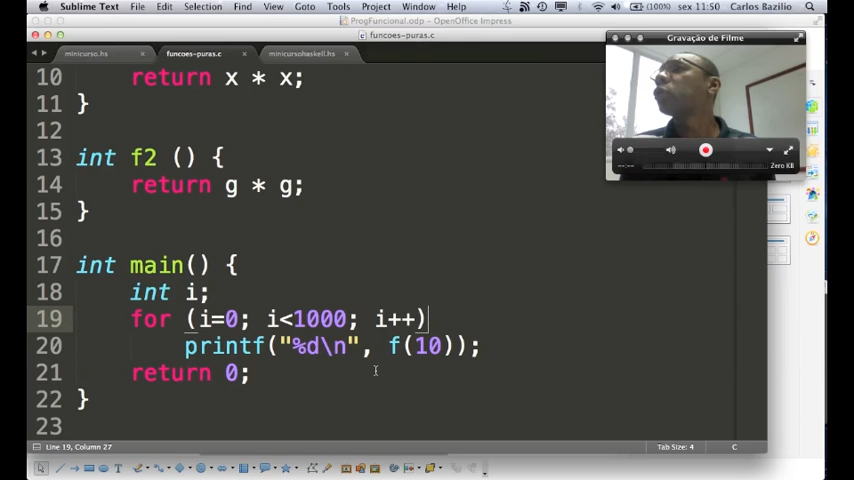 Sublime Text File Edit Selection Find View Goto Tools Project Window Help (100%) sex 11:50 Carlos Bazilio
ProgFuncional.odp - OpenOffice Impress
funcoes-puras.c
Gravação de Filme
minicurso.hs funcoes-puras.c minicursohaskell.hs
10 return x * x;
11 }
12
13 int f2 () {
14 return g * g;
15 }
16
17 int main() {
18 int i;
19 for (i=0; i<1000; i++)
20 printf("%d\n", f(10));
21 return 0;
22 }
23
--:-- Zero KB
Line 19, Column 27 Tab Size: 4 C